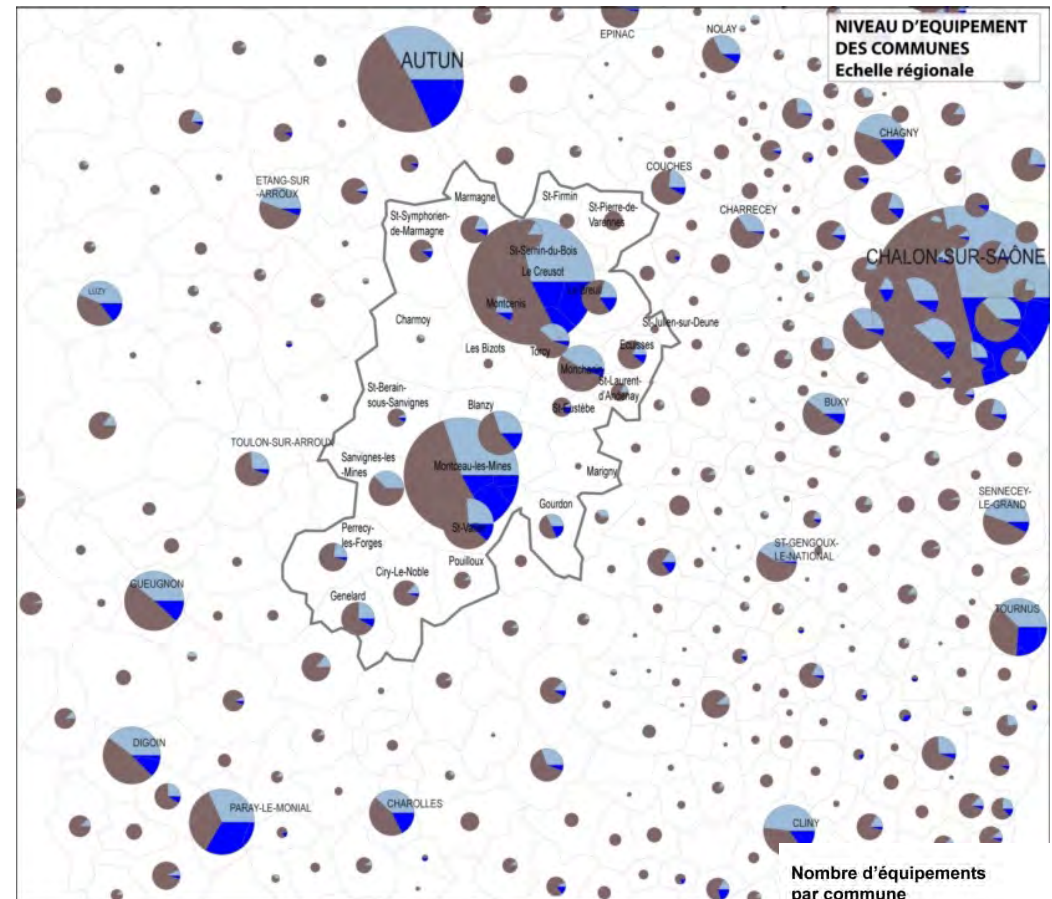 NIVEAU D'EQUIPEMENT
DES COMMUNES
Echelle régionale
EPINAC
NOLAY
AUTUN
CHAGNY
COUCHES
ETANG-SUR
-ARROUX
Marmagne
St-Firmin
St-Pierre-de-
Varennes
St-Symphorien-
de-Marmagne
CHARRECEY
St-Sernin-du-Bois
CHALON-SUR-SAÔNE
Le Creusot
LUZY
Le Breuil
Montcenis
Charmoy
St-Julien-sur-Deune
Les Bizots
Torcy
Ecuisses
Montchanin
St-Laurent-
d'Andenay
St-Berain-
sous-Sanvignes
Blanzy
St-Eusèbe
BUXY
TOULON-SUR-ARROUX
Sanvignes-les
-Mines
Montceau-les-Mines
Marigny
SENNECEY-
LE-GRAND
Gourdon
St-Vallier
Perrecy-
les-Forges
ST-GENGOUX-
LE-NATIONAL
Pouilloux
Ciry-Le-Noble
GUEUGNON
Genelard
TOURNUS
DIGOIN
PARAY-LE-MONIAL
CHAROLLES
CLINY
Nombre d'équipements
par commune